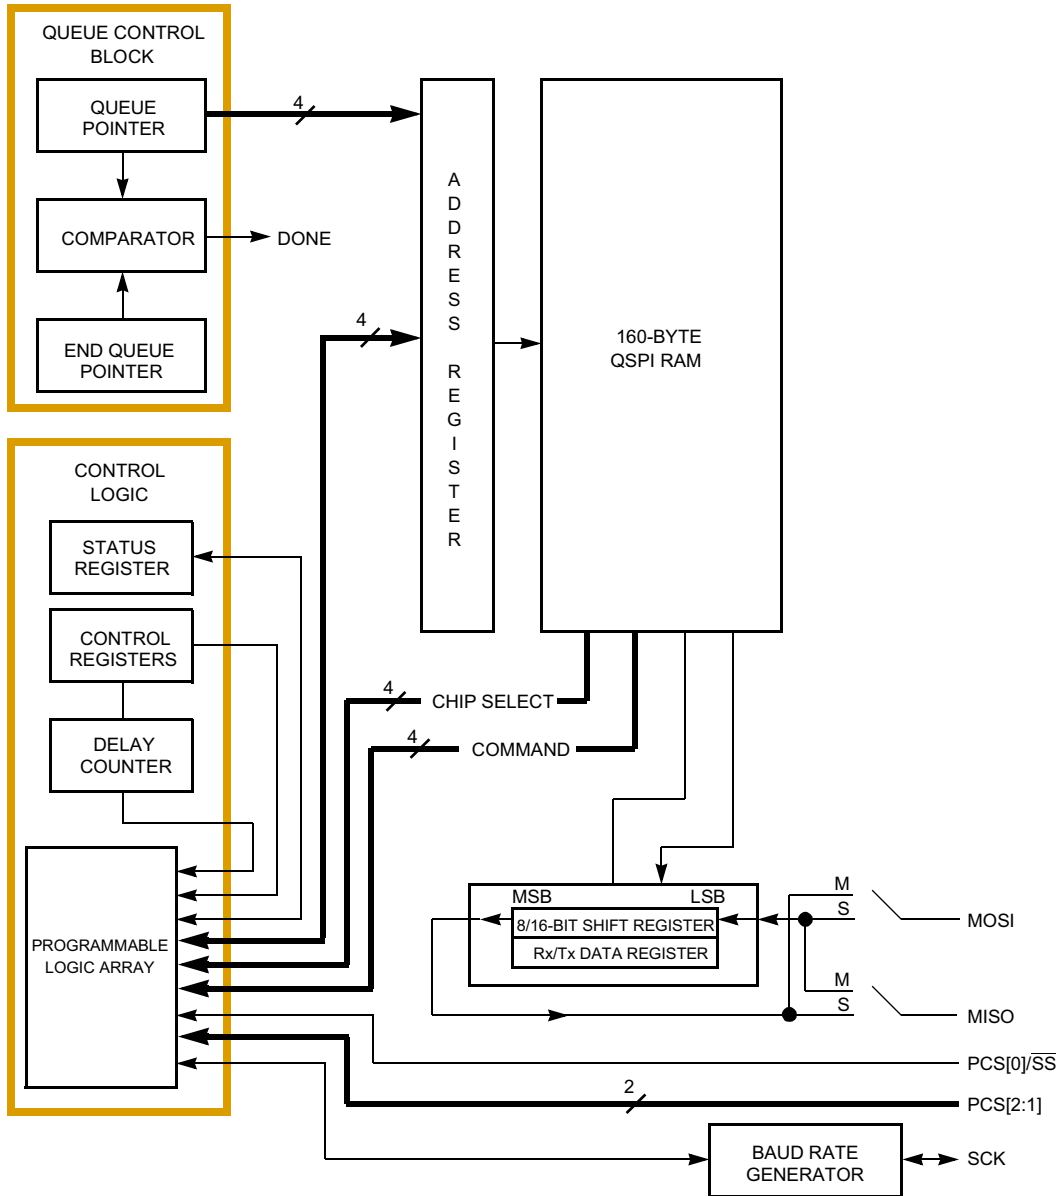 QUEUE CONTROL
BLOCK
QUEUE
POINTER
4
COMPARATOR
DONE
END QUEUE
POINTER
4
ADDRESS REGISTER
160-BYTE
QSPI RAM
CONTROL
LOGIC
STATUS
REGISTER
CONTROL
REGISTERS
DELAY
COUNTER
4
CHIP SELECT
4
COMMAND
PROGRAMMABLE
LOGIC ARRAY
MSB
LSB
8/16-BIT SHIFT REGISTER
Rx/Tx DATA REGISTER
M
S
MOSI
M
S
MISO
PCS[0]/S̅S̅
2
PCS[2:1]
BAUD RATE
GENERATOR
SCK